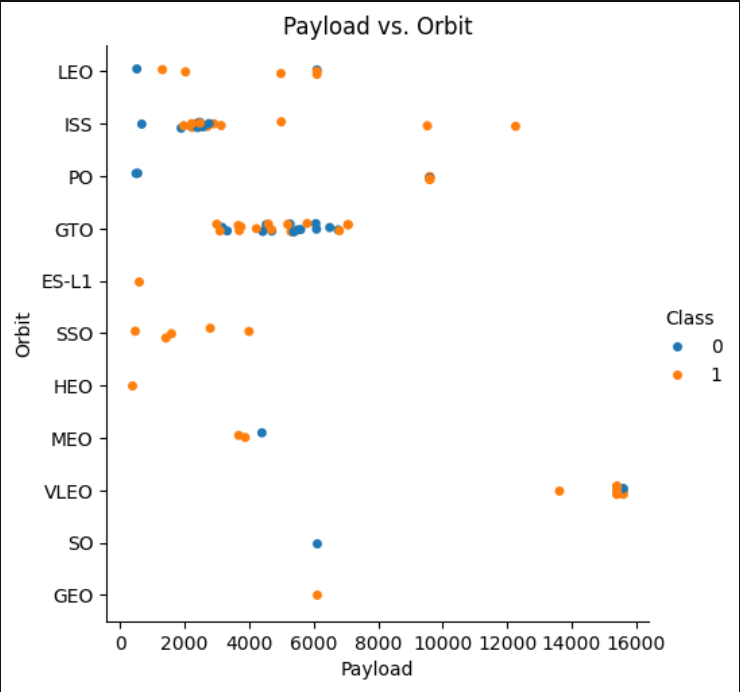 Payload vs. Orbit
LEO
ISS
PO
GTO
ES-L1
SSO
HEO
MEO
VLEO
SO
GEO
Orbit
0 2000 4000 6000 8000 10000 12000 14000 16000
Payload
Class
0
1